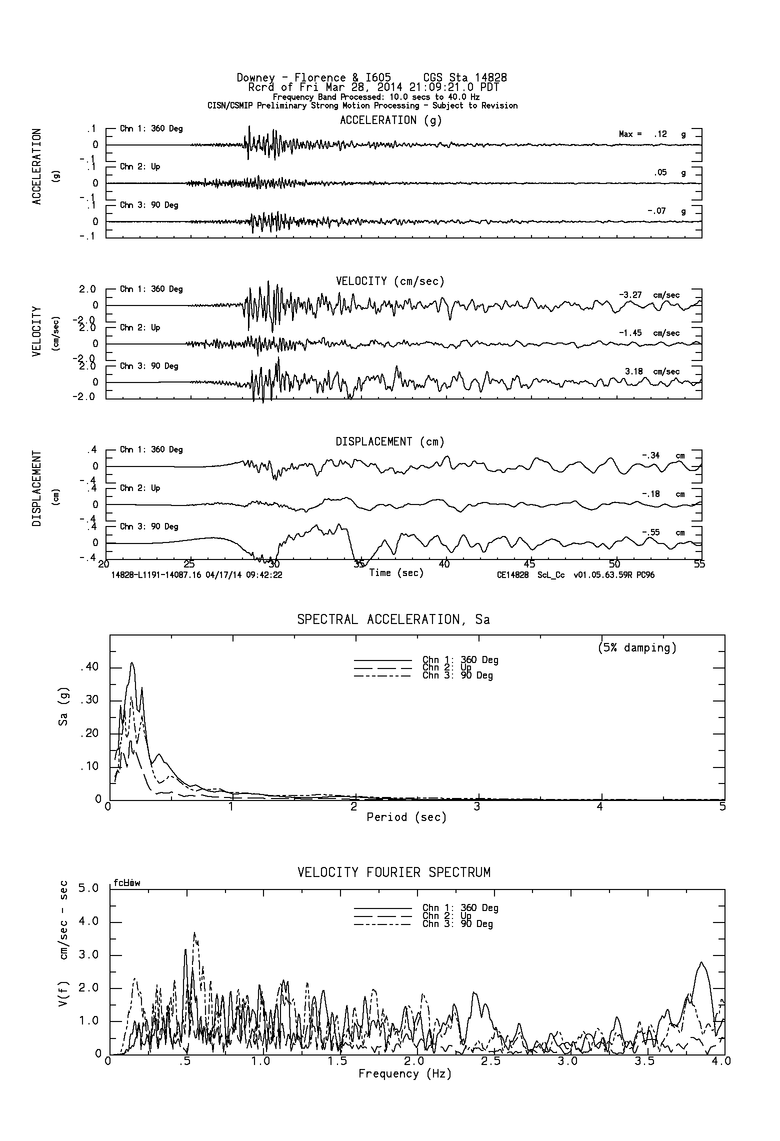 Downey - Florence & I605 CGS Sta 14828
Rcrd of Fri Mar 28, 2014 21:09:21.0 PDT
Frequency Band Processed: 10.0 secs to 40.0 Hz
CISN/CSMIP Preliminary Strong Motion Processing - Subject to Revision
ACCELERATION (g)
ACCELERATION
(g)
.1
0
-.1
Chn 1: 360 Deg
Max = .12 g
.1
0
-.1
Chn 2: Up
.05 g
.1
0
-.1
Chn 3: 90 Deg
-.07 g
VELOCITY (cm/sec)
VELOCITY
(cm/sec)
2.0
0
-2.0
Chn 1: 360 Deg
-3.27 cm/sec
2.0
0
-2.0
Chn 2: Up
-1.45 cm/sec
2.0
0
-2.0
Chn 3: 90 Deg
3.18 cm/sec
DISPLACEMENT (cm)
DISPLACEMENT
(cm)
.4
0
-.4
Chn 1: 360 Deg
-.34 cm
.4
0
-.4
Chn 2: Up
-.18 cm
.4
0
-.4
Chn 3: 90 Deg
-.55 cm
20 25 30 35 40 45 50 55
Time (sec)
14828-L1191-14087.16 04/17/14 09:42:22
CE14828 ScL_Cc v01.05.63.59R PC96
SPECTRAL ACCELERATION, Sa
(5% damping)
Chn 1: 360 Deg
Chn 2: Up
Chn 3: 90 Deg
Sa (g)
.40
.30
.20
.10
0
0 1 2 3 4 5
Period (sec)
VELOCITY FOURIER SPECTRUM
Chn 1: 360 Deg
Chn 2: Up
Chn 3: 90 Deg
V(f) cm/sec - sec
5.0
4.0
3.0
2.0
1.0
0
0 .5 1.0 1.5 2.0 2.5 3.0 3.5 4.0
Frequency (Hz)